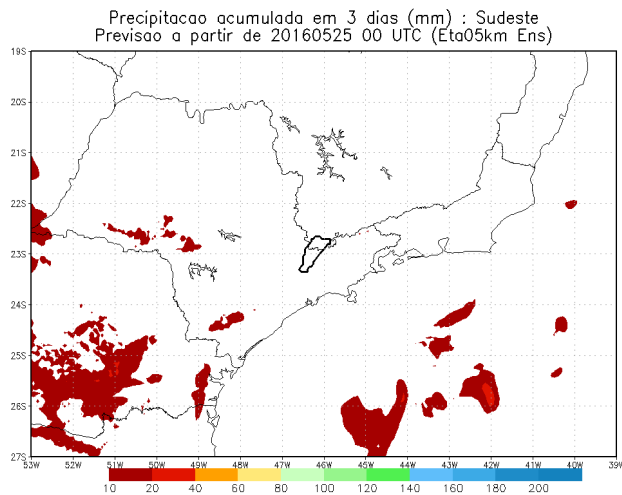 Precipitacao acumulada em 3 dias (mm) : Sudeste
Previsao a partir de 20160525 00 UTC (Eta05km Ens)
19S
20S
21S
22S
23S
24S
25S
26S
27S
53W 52W 51W 50W 49W 48W 47W 46W 45W 44W 43W 42W 41W 40W 39W
10 20 40 60 80 100 120 140 160 180 200